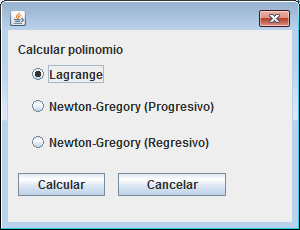 Calcular polinomio
Lagrange
Newton-Gregory (Progresivo)
Newton-Gregory (Regresivo)
Calcular Cancelar